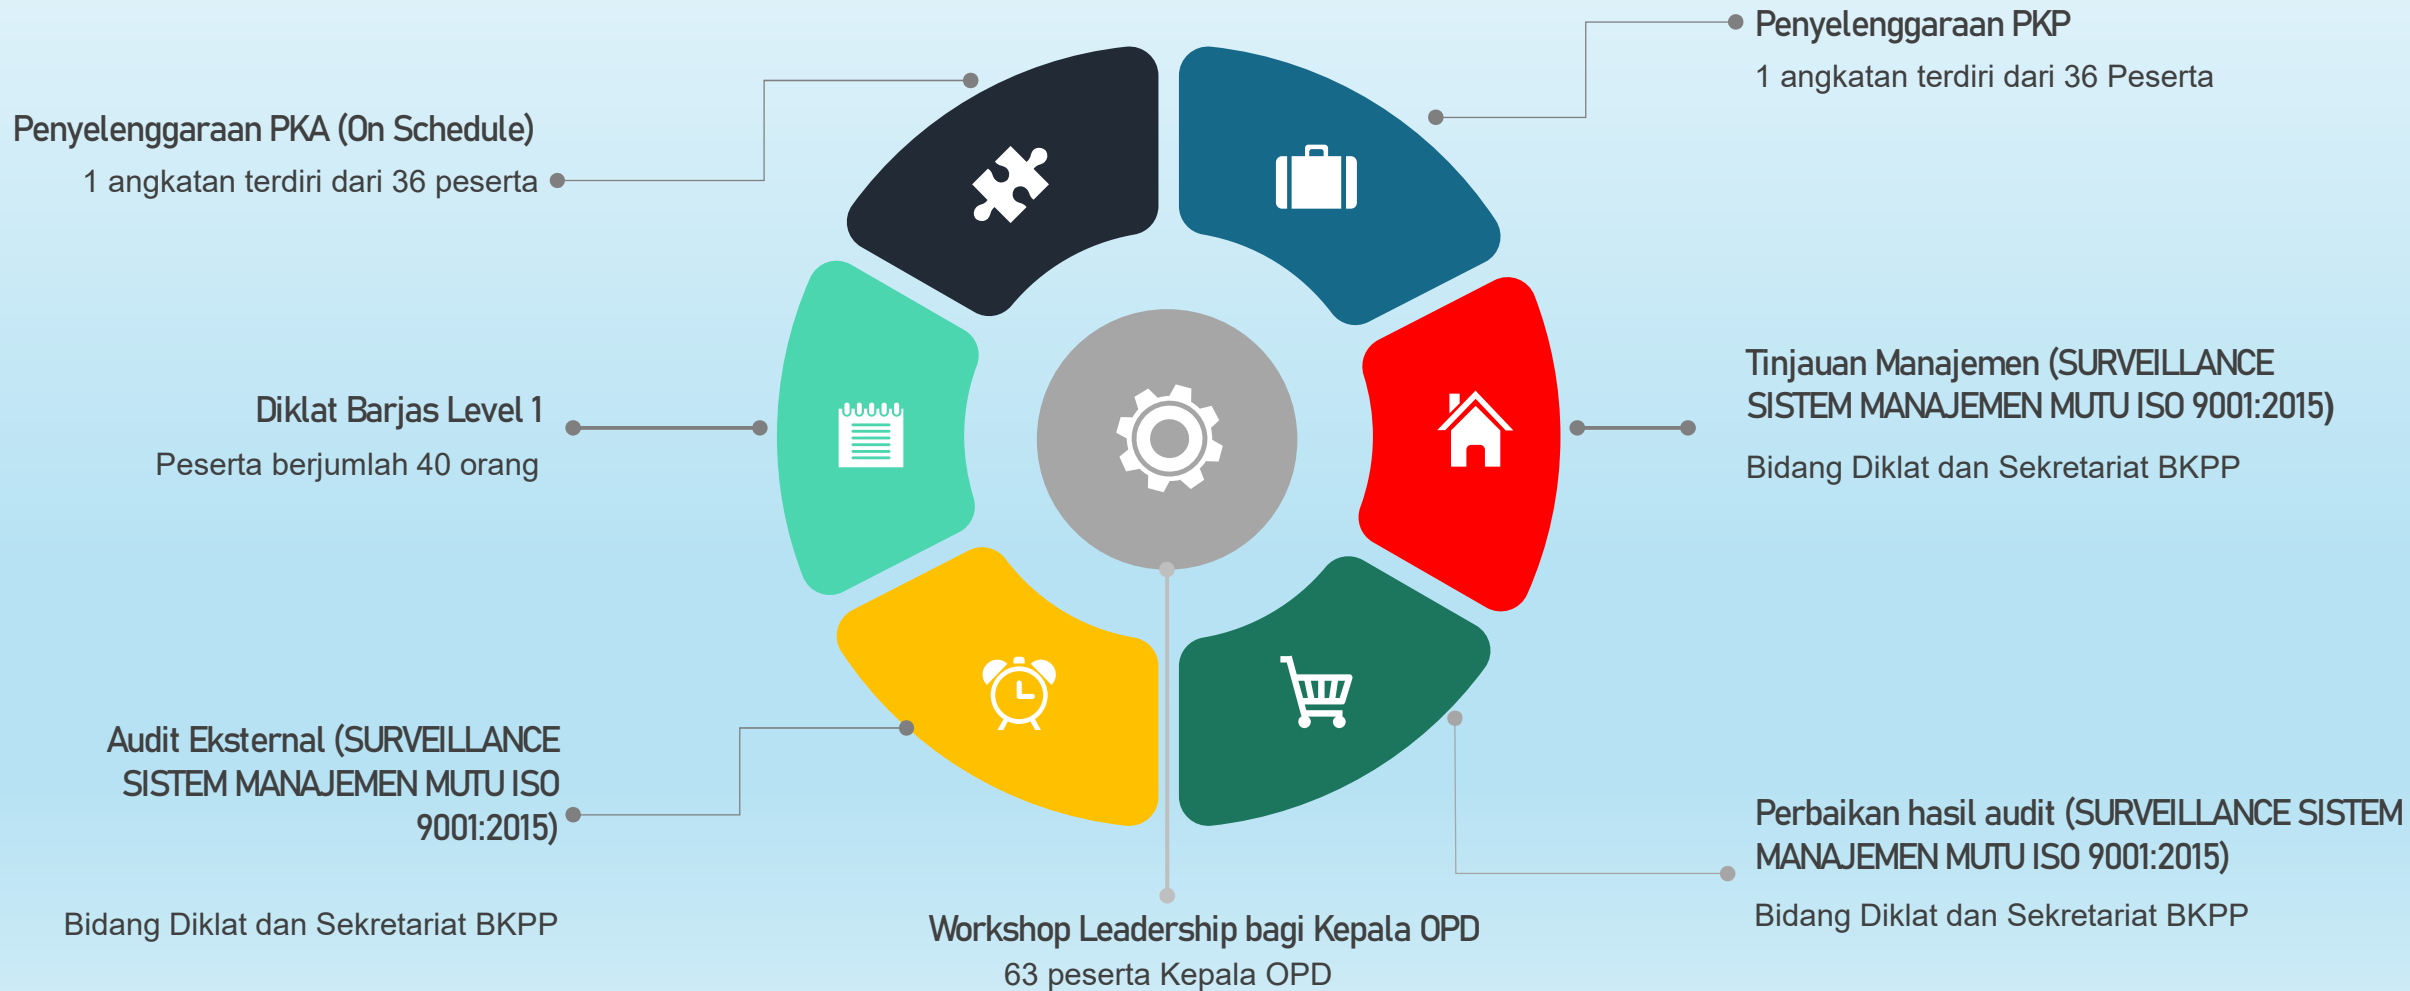 Penyelenggaraan PKA (On Schedule)
1 angkatan terdiri dari 36 peserta
Diklat Barjas Level 1
Peserta berjumlah 40 orang
Audit Eksternal (SURVEILLANCE
SISTEM MANAJEMEN MUTU ISO
9001:2015)
Bidang Diklat dan Sekretariat BKPP
Workshop Leadership bagi Kepala OPD
63 peserta Kepala OPD
Penyelenggaraan PKP
1 angkatan terdiri dari 36 Peserta
Tinjauan Manajemen (SURVEILLANCE
SISTEM MANAJEMEN MUTU ISO 9001:2015)
Bidang Diklat dan Sekretariat BKPP
Perbaikan hasil audit (SURVEILLANCE SISTEM
MANAJEMEN MUTU ISO 9001:2015)
Bidang Diklat dan Sekretariat BKPP